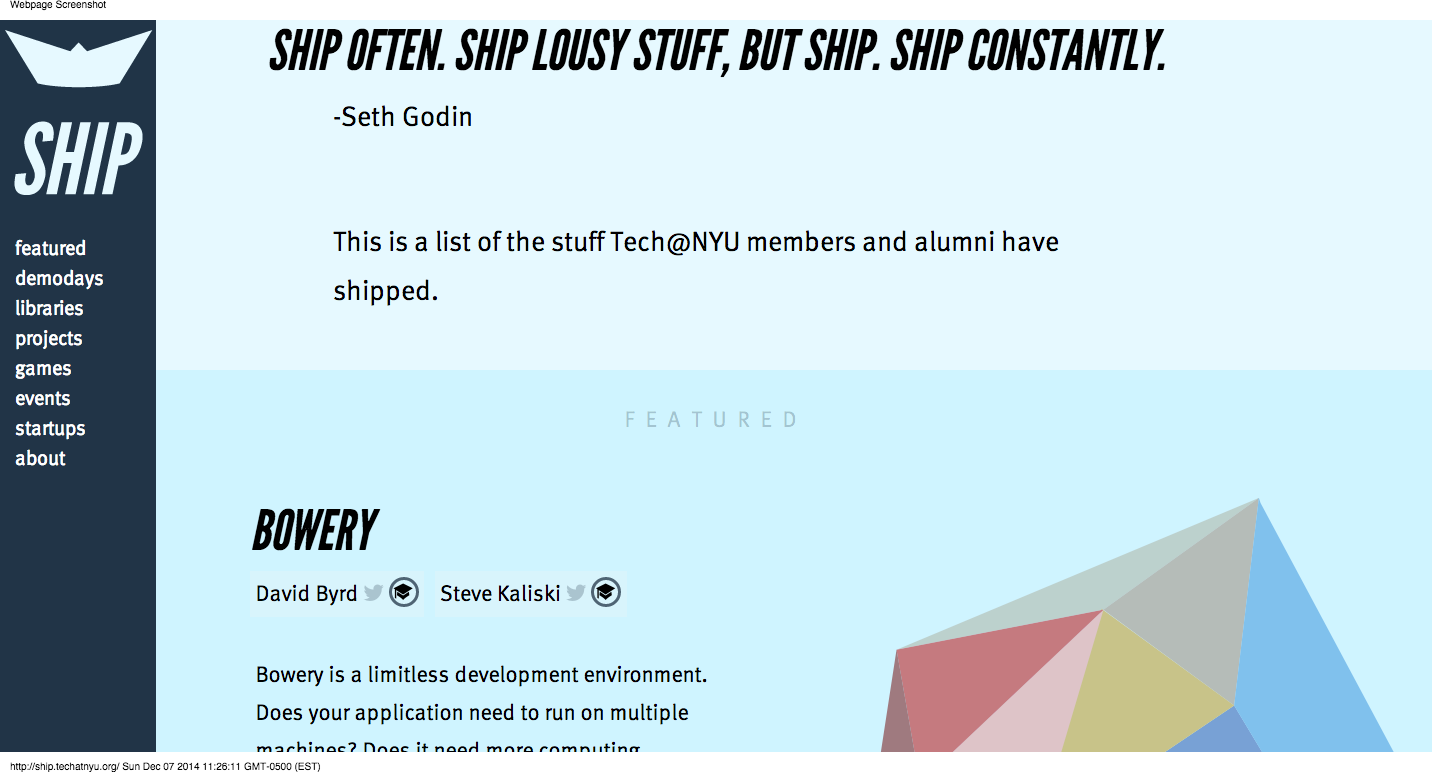 Webpage Screenshot
SHIP OFTEN. SHIP LOUSY STUFF, BUT SHIP. SHIP CONSTANTLY.
-Seth Godin
This is a list of the stuff Tech@NYU members and alumni have
shipped.
SHIP
featured
demodays
libraries
projects
games
events
startups
about
FEATURED
BOWERY
David Byrd
Steve Kaliski
Bowery is a limitless development environment.
Does your application need to run on multiple
machines? Does it need more computing
http://ship.techatnyu.org/ Sun Dec 07 2014 11:26:11 GMT-0500 (EST)